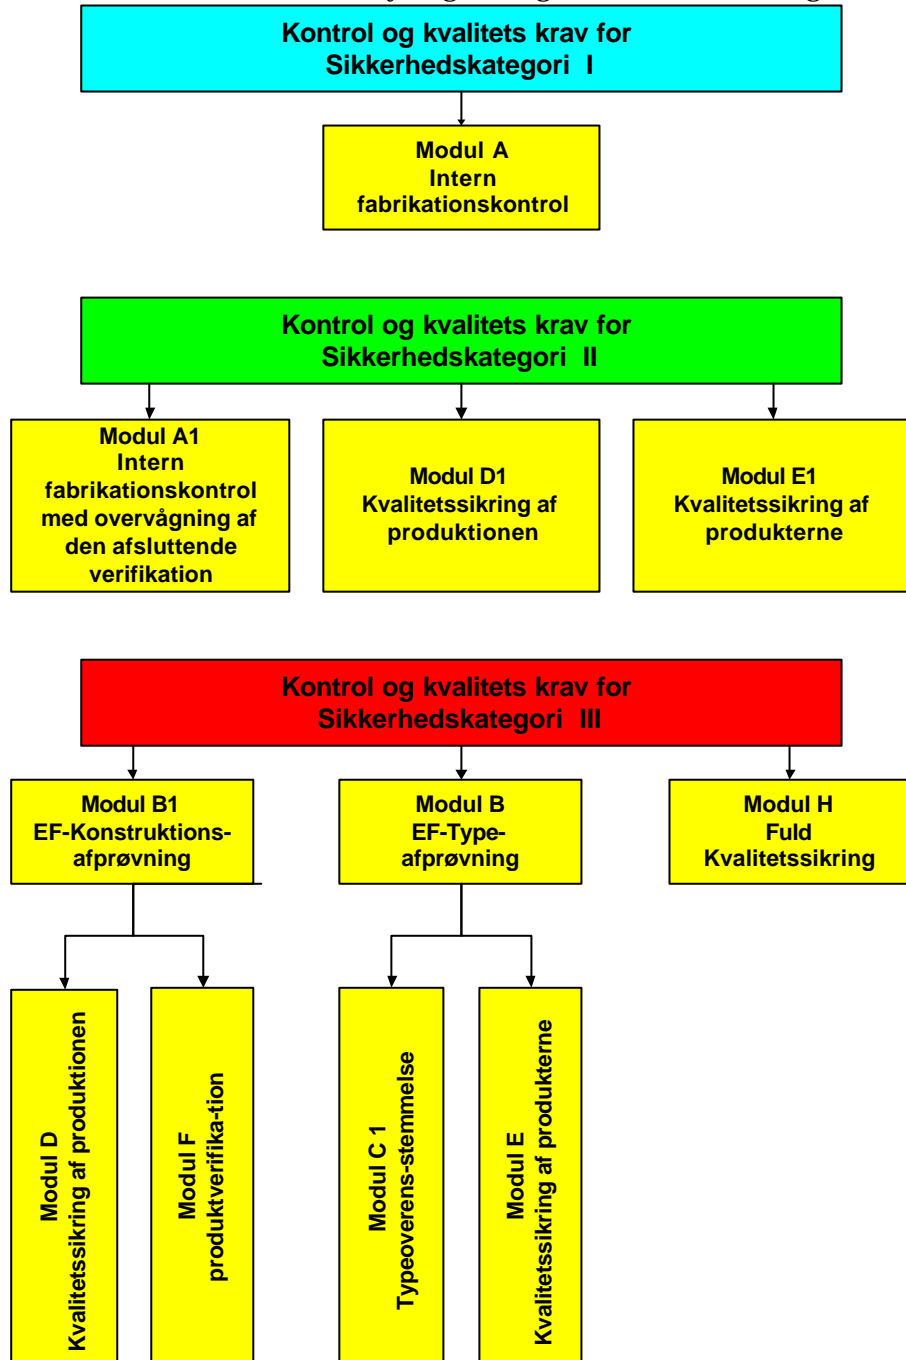 Kontrol og kvalitets krav for
Sikkerhedskategori I
Modul A
Intern
fabrikationskontrol
Kontrol og kvalitets krav for
Sikkerhedskategori II
Modul A1
Intern
fabrikationskontrol
med overvågning af
den afsluttende
verifikation
Modul D1
Kvalitetssikring af
produktionen
Modul E1
Kvalitetssikring af
produkterne
Kontrol og kvalitets krav for
Sikkerhedskategori III
Modul B1
EF-Konstruktions-
afprøvning
Modul B
EF-Type-
afprøvning
Modul H
Fuld
Kvalitetssikring
Modul D
Kvalitetssikring af produktionen
Modul F
produktverifika-tion
Modul C 1
Typeoverens-stemmelse
Modul E
Kvalitetssikring af produkterne